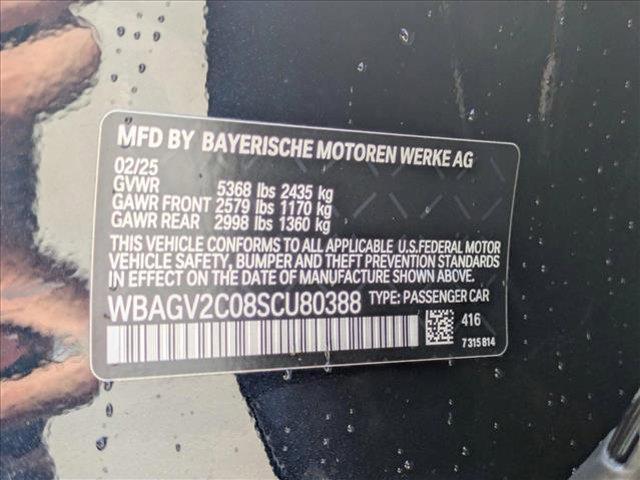 MFD BY BAYERISCHE MOTOREN WERKE AG
02/25
GVWR 5368 lbs 2435 kg
GAWR FRONT 2579 lbs 1170 kg
GAWR REAR 2998 lbs 1360 kg
THIS VEHICLE CONFORMS TO ALL APPLICABLE U.S.FEDERAL MOTOR
VEHICLE SAFETY, BUMPER AND THEFT PREVENTION STANDARDS
IN EFFECT ON THE DATE OF MANUFACTURE SHOWN ABOVE.
WBAGV2C08SCU80388 TYPE: PASSENGER CAR
416
7315814